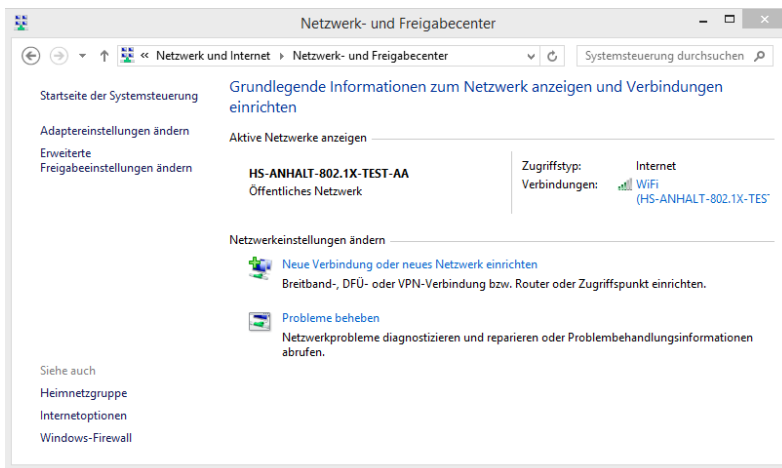 Netzwerk- und Freigabecenter
« Netzwerk und Internet Netzwerk- und Freigabecenter
Systemsteuerung durchsuchen
Startseite der Systemsteuerung
Adaptereinstellungen ändern
Erweiterte
Freigabeeinstellungen ändern
Grundlegende Informationen zum Netzwerk anzeigen und Verbindungen
einrichten
Aktive Netzwerke anzeigen
HS-ANHALT-802.1X-TEST-AA
Öffentliches Netzwerk
Zugriffstyp: Internet
Verbindungen: WiFi
(HS-ANHALT-802.1X-TEST
Netzwerkeinstellungen ändern
Neue Verbindung oder neues Netzwerk einrichten
Breitband-, DFÜ- oder VPN-Verbindung bzw. Router oder Zugriffspunkt einrichten.
Probleme beheben
Netzwerkprobleme diagnostizieren und reparieren oder Problembehandlungsinformationen
abrufen.
Siehe auch
Heimnetzgruppe
Internetoptionen
Windows-Firewall